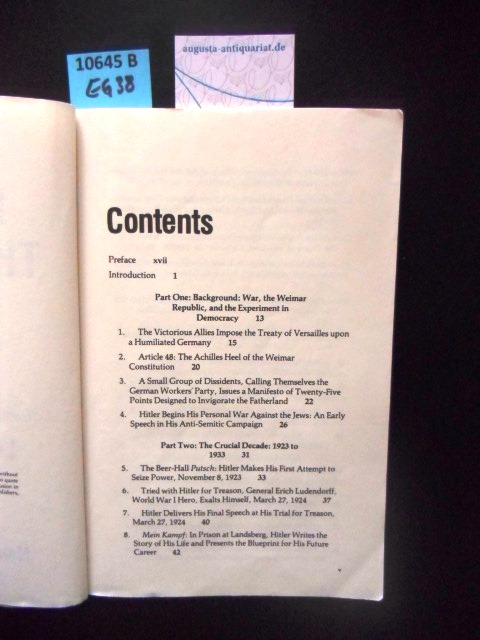 10645 B
EG 38
augusta-antiquariat.de
Contents
Preface xvii
Introduction 1
Part One: Background: War, the Weimar
Republic, and the Experiment in
Democracy 13
1. The Victorious Allies Impose the Treaty of Versailles upon
a Humiliated Germany 15
2. Article 48: The Achilles Heel of the Weimar
Constitution 20
3. A Small Group of Dissidents, Calling Themselves the
German Workers' Party, Issues a Manifesto of Twenty-Five
Points Designed to Invigorate the Fatherland 22
4. Hitler Begins His Personal War Against the Jews: An Early
Speech in His Anti-Semitic Campaign 26
Part Two: The Crucial Decade: 1923 to
1933 31
5. The Beer-Hall Putsch: Hitler Makes His First Attempt to
Seize Power, November 8, 1923 33
6. Tried with Hitler for Treason, General Erich Ludendorff,
World War I Hero, Exalts Himself, March 27, 1924 37
7. Hitler Delivers His Final Speech at His Trial for Treason,
March 27, 1924 40
8. Mein Kampf: In Prison at Landsberg, Hitler Writes the
Story of His Life and Presents the Blueprint for His Future
Career 42
v